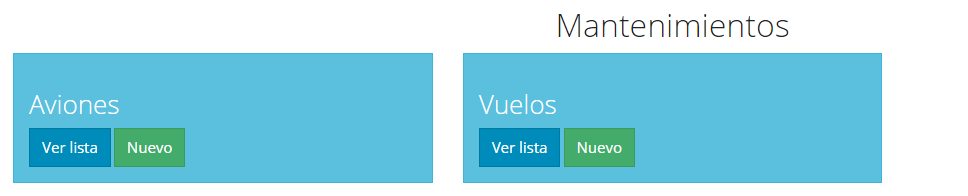 Mantenimientos
Aviones
Ver lista Nuevo
Vuelos
Ver lista Nuevo